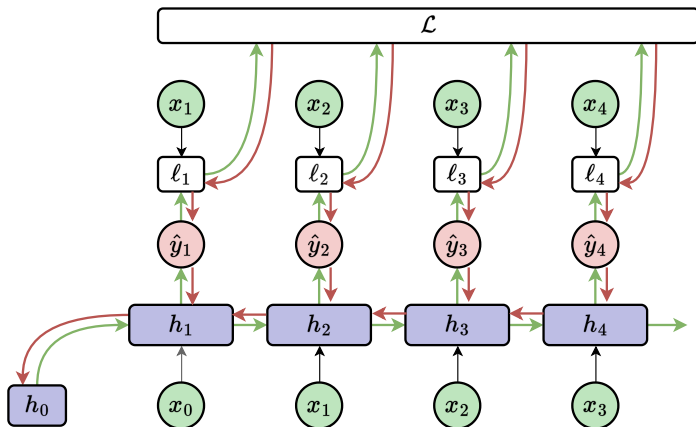 ℒ
x₁ x₂ x₃ x₄
ℓ₁ ℓ₂ ℓ₃ ℓ₄
ŷ₁ ŷ₂ ŷ₃ ŷ₄
h₁ h₂ h₃ h₄
h₀ x₀ x₁ x₂ x₃